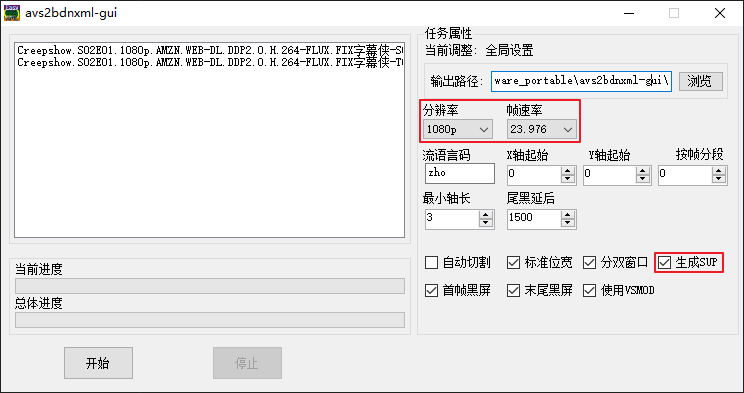 avs2bdnxml-gui
Creepshow.S02E01.1080p.AMZN.WEB-DL.DDP2.0.H.264-FLUX.FIX字幕侠-S
Creepshow.S02E01.1080p.AMZN.WEB-DL.DDP2.0.H.264-FLUX.FIX字幕侠-T
当前进度
总体进度
开始
停止
任务属性
当前调整: 全局设置
输出路径: ware_portable\avs2bdnxml-gui\ 浏览
分辨率 帧速率
1080p 23.976
流语言码 X轴起始 Y轴起始 按帧分段
zho 0 0 0
最小轴长 尾黑延后
3 1500
自动切割 标准位宽 分双窗口 生成SUP
首帧黑屏 末尾黑屏 使用VSMOD